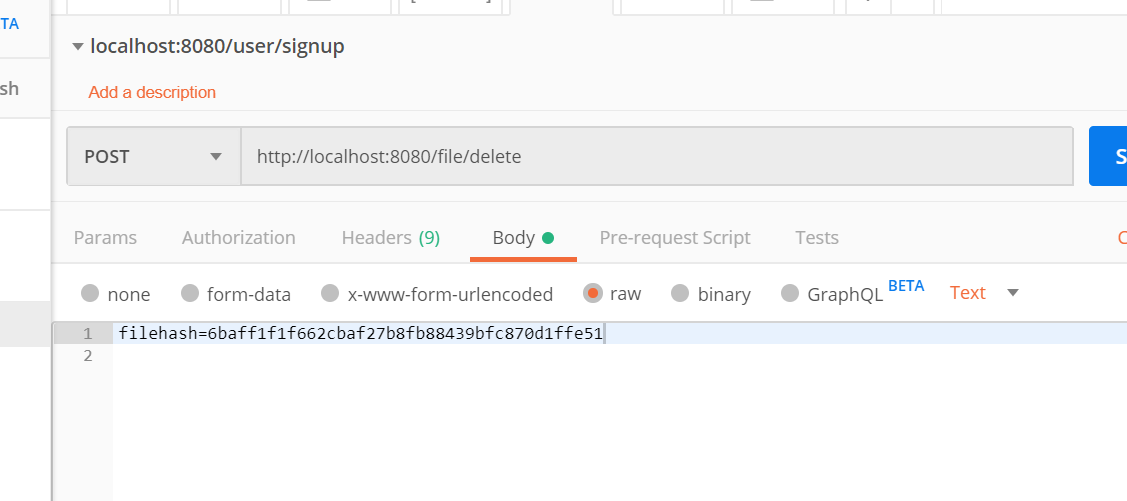 TA
localhost:8080/user/signup
sh
Add a description
POST http://localhost:8080/file/delete S
Params Authorization Headers (9) Body Pre-request Script Tests C
none form-data x-www-form-urlencoded raw binary GraphQL BETA Text
1 filehash=6baff1f1f662cbaf27b8fb88439bfc870d1ffe51
2